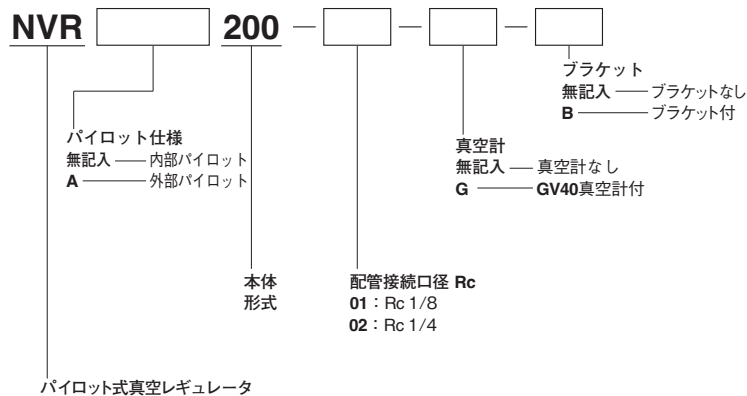 NVR 200 － － －
ブラケット
無記入 ブラケットなし
B ブラケット付
パイロット仕様
無記入 内部パイロット
A 外部パイロット
真空計
無記入 真空計なし
G GV40真空計付
本体
形式
配管接続口径 Rc
01：Rc 1/8
02：Rc 1/4
パイロット式真空レギュレータ